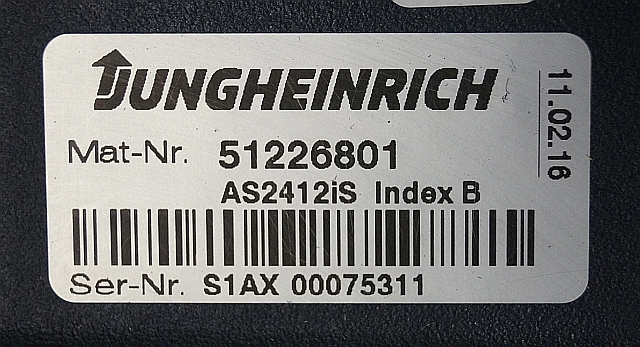 JUNGHEINRICH
Mat-Nr. 51226801
AS2412iS Index B
Ser-Nr. S1AX 00075311
11.02.16